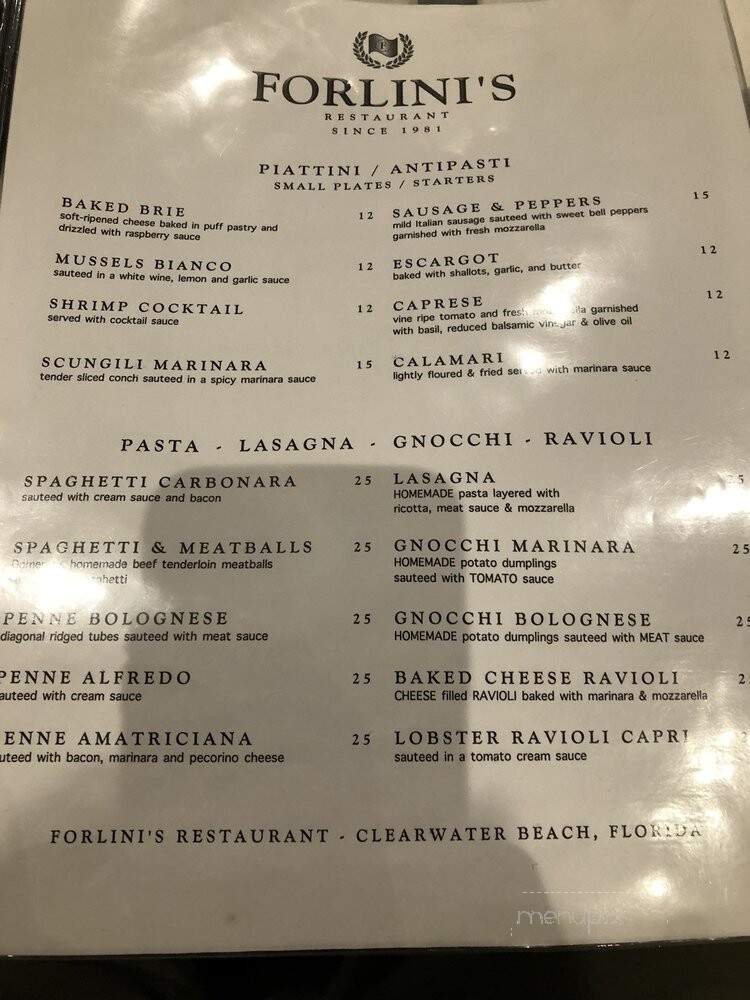 F
FORLINI'S
RESTAURANT
SINCE 1981
PIATTINI / ANTIPASTI
SMALL PLATES / STARTERS
BAKED BRIE 12
soft-ripened cheese baked in puff pastry and
drizzled with raspberry sauce
MUSSELS BIANCO 12
sauteed in a white wine, lemon and garlic sauce
SHRIMP COCKTAIL 12
served with cocktail sauce
SCUNGILI MARINARA 15
tender sliced conch sauteed in a spicy marinara sauce
SAUSAGE & PEPPERS 15
mild Italian sausage sauteed with sweet bell peppers
garnished with fresh mozzarella
ESCARGOT 12
baked with shallots, garlic, and butter
CAPRESE 12
vine ripe tomato and fresh garnished
with basil, reduced balsamic vinegar & olive oil
CALAMARI 12
lightly floured & fried served with marinara sauce
PASTA - LASAGNA - GNOCCHI - RAVIOLI
SPAGHETTI CARBONARA 25
sauteed with cream sauce and bacon
SPAGHETTI & MEATBALLS 25
homemade beef tenderloin meatballs
PENNE BOLOGNESE 25
diagonal ridged tubes sauteed with meat sauce
PENNE ALFREDO 25
auteed with cream sauce
ENNE AMATRICIANA 25
uteed with bacon, marinara and pecorino cheese
LASAGNA 5
HOMEMADE pasta layered with
ricotta, meat sauce & mozzarella
GNOCCHI MARINARA 25
HOMEMADE potato dumplings
sauteed with TOMATO sauce
GNOCCHI BOLOGNESE 25
HOMEMADE potato dumplings sauteed with MEAT sauce
BAKED CHEESE RAVIOLI 2
CHEESE filled RAVIOLI baked with marinara & mozzarella
LOBSTER RAVIOLI CAPRI
sauteed in a tomato cream sauce
FORLINI'S RESTAURANT - CLEARWATER BEACH, FLORIDA
menupix